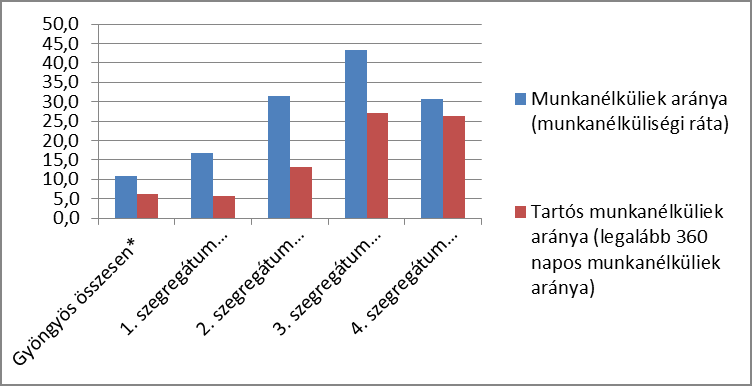 50,0
45,0
40,0
35,0
30,0
25,0
20,0
15,0
10,0
5,0
0,0
Gyöngyös összesen*
1. szegregátum...
2. szegregátum...
3. szegregátum...
4. szegregátum...
Munkanélküliek aránya
(munkanélküliségi ráta)
Tartós munkanélküliek
aránya (legalább 360
napos munkanélküliek
aránya)